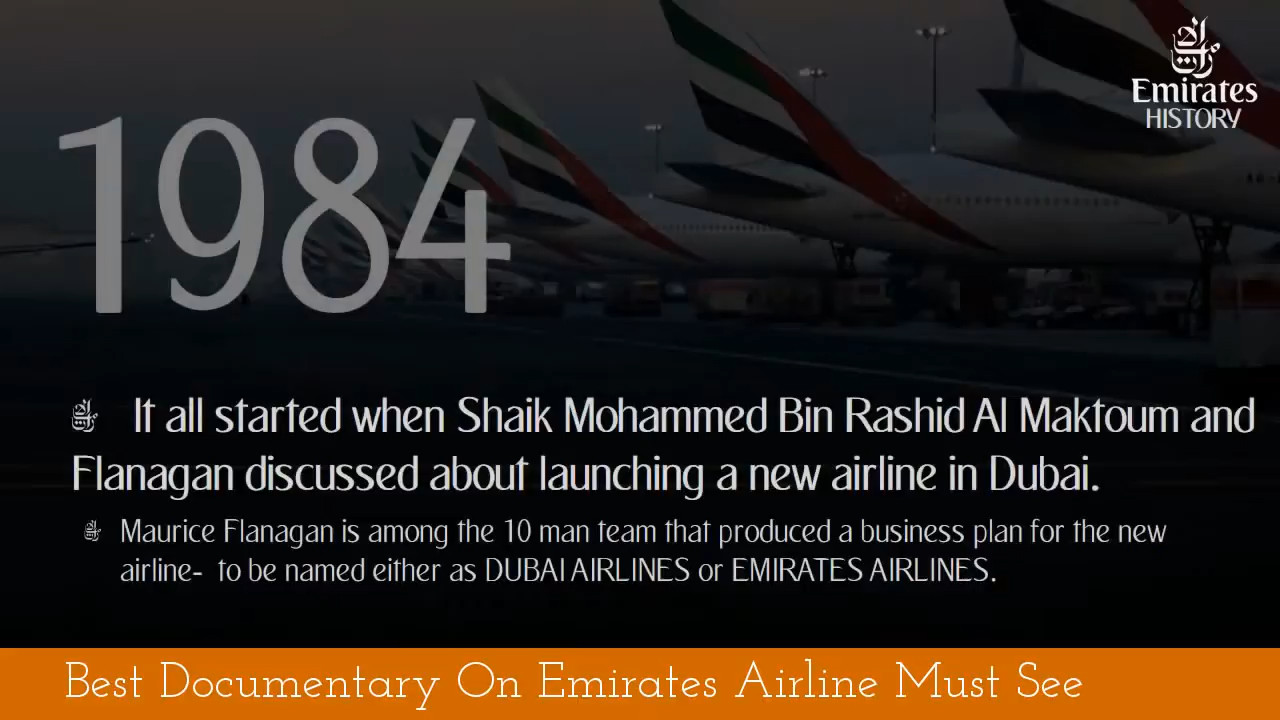 Emirates
HISTORY
1984
It all started when Shaik Mohammed Bin Rashid Al Maktoum and
Flanagan discussed about launching a new airline in Dubai.
Maurice Flanagan is among the 10 man team that produced a business plan for the new
airline- to be named either as DUBAI AIRLINES or EMIRATES AIRLINES.
Best Documentary On Emirates Airline Must See